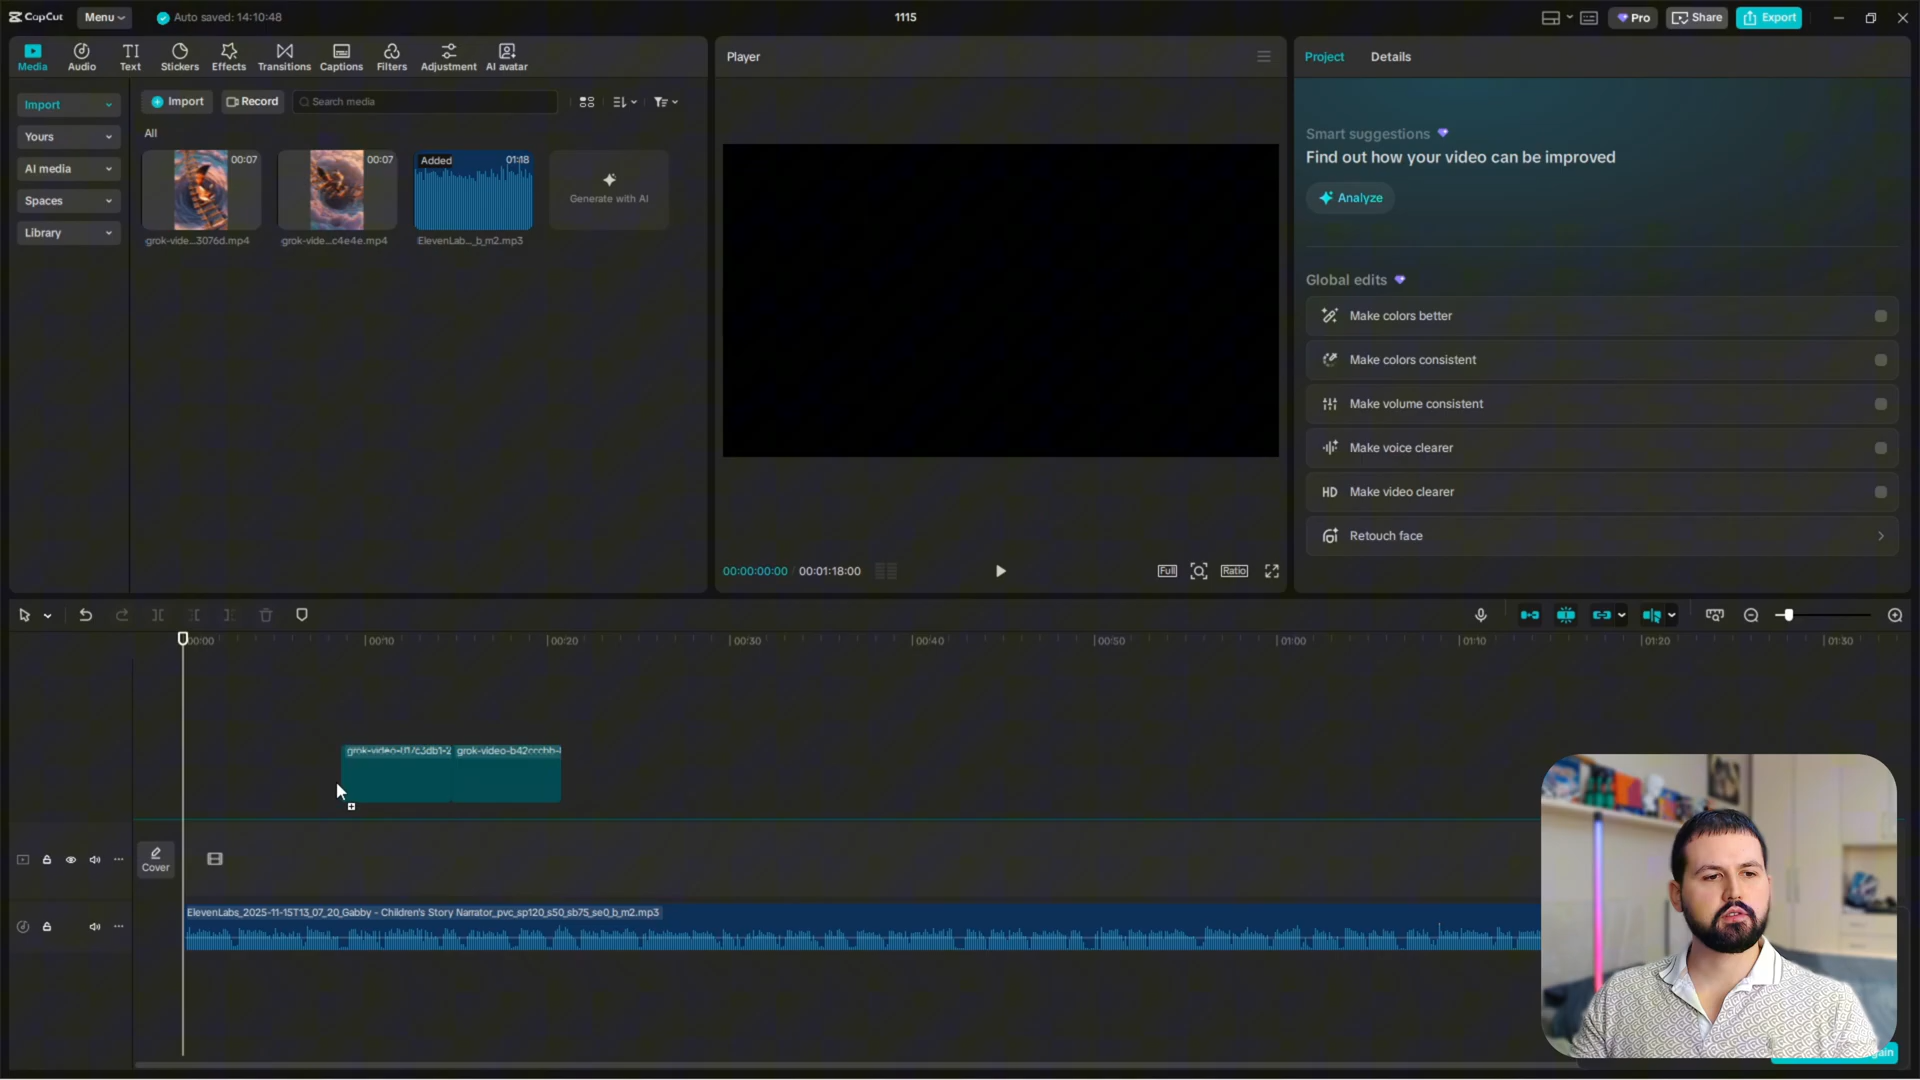 CapCut
Menu
Auto saved: 14:10:48
1115
Pro
Share
Export
Media
Audio
Text
Stickers
Effects
Transitions
Captions
Filters
Adjustment
AI avatar
Import
Yours
AI media
Spaces
Library
Import
Record
Search media
All
00:07
00:07
Added
01:18
Generate with AI
grok-vide...3076d.mp4
grok-vide...c4e4e.mp4
ElevenLab..._b_m2.mp3
Player
00:00:00:00 / 00:01:18:00
Full
Ratio
Project
Details
Smart suggestions
Find out how your video can be improved
Analyze
Global edits
Make colors better
Make colors consistent
Make volume consistent
Make voice clearer
HD
Make video clearer
Retouch face
00:00
00:10
00:20
00:30
00:40
00:50
01:00
01:10
01:20
01:30
Cover
ElevenLabs_2025-11-15T13_07_20_Gabby - Children's Story Narrator_pvc_sp120_s50_sb75_se0_b_m2.mp3